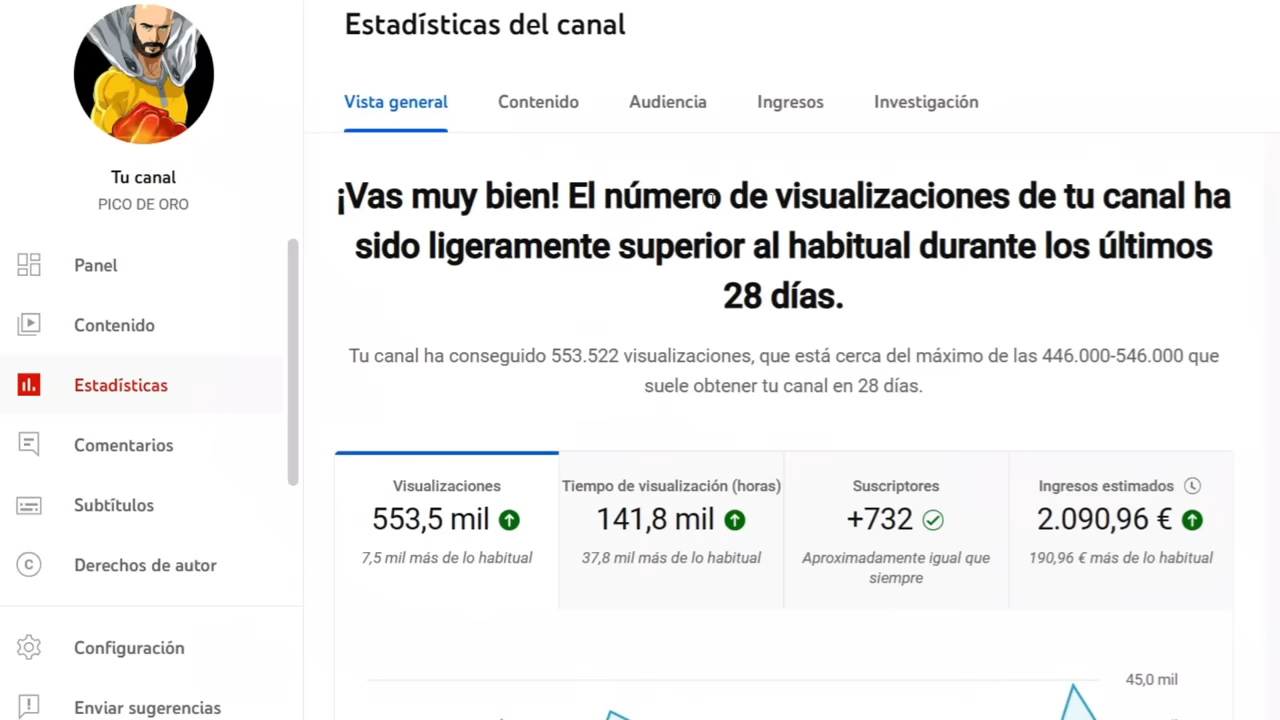 Estadísticas del canal
Vista general
Contenido
Audiencia
Ingresos
Investigación
Tu canal
PICO DE ORO
Panel
Contenido
Estadísticas
Comentarios
Subtítulos
Derechos de autor
Configuración
Enviar sugerencias
¡Vas muy bien! El número de visualizaciones de tu canal ha
sido ligeramente superior al habitual durante los últimos
28 días.
Tu canal ha conseguido 553.522 visualizaciones, que está cerca del máximo de las 446.000-546.000 que
suele obtener tu canal en 28 días.
Visualizaciones
553,5 mil
7,5 mil más de lo habitual
Tiempo de visualización (horas)
141,8 mil
37,8 mil más de lo habitual
Suscriptores
+732
Aproximadamente igual que
siempre
Ingresos estimados
2.090,96 €
190,96 € más de lo habitual
45,0 mil